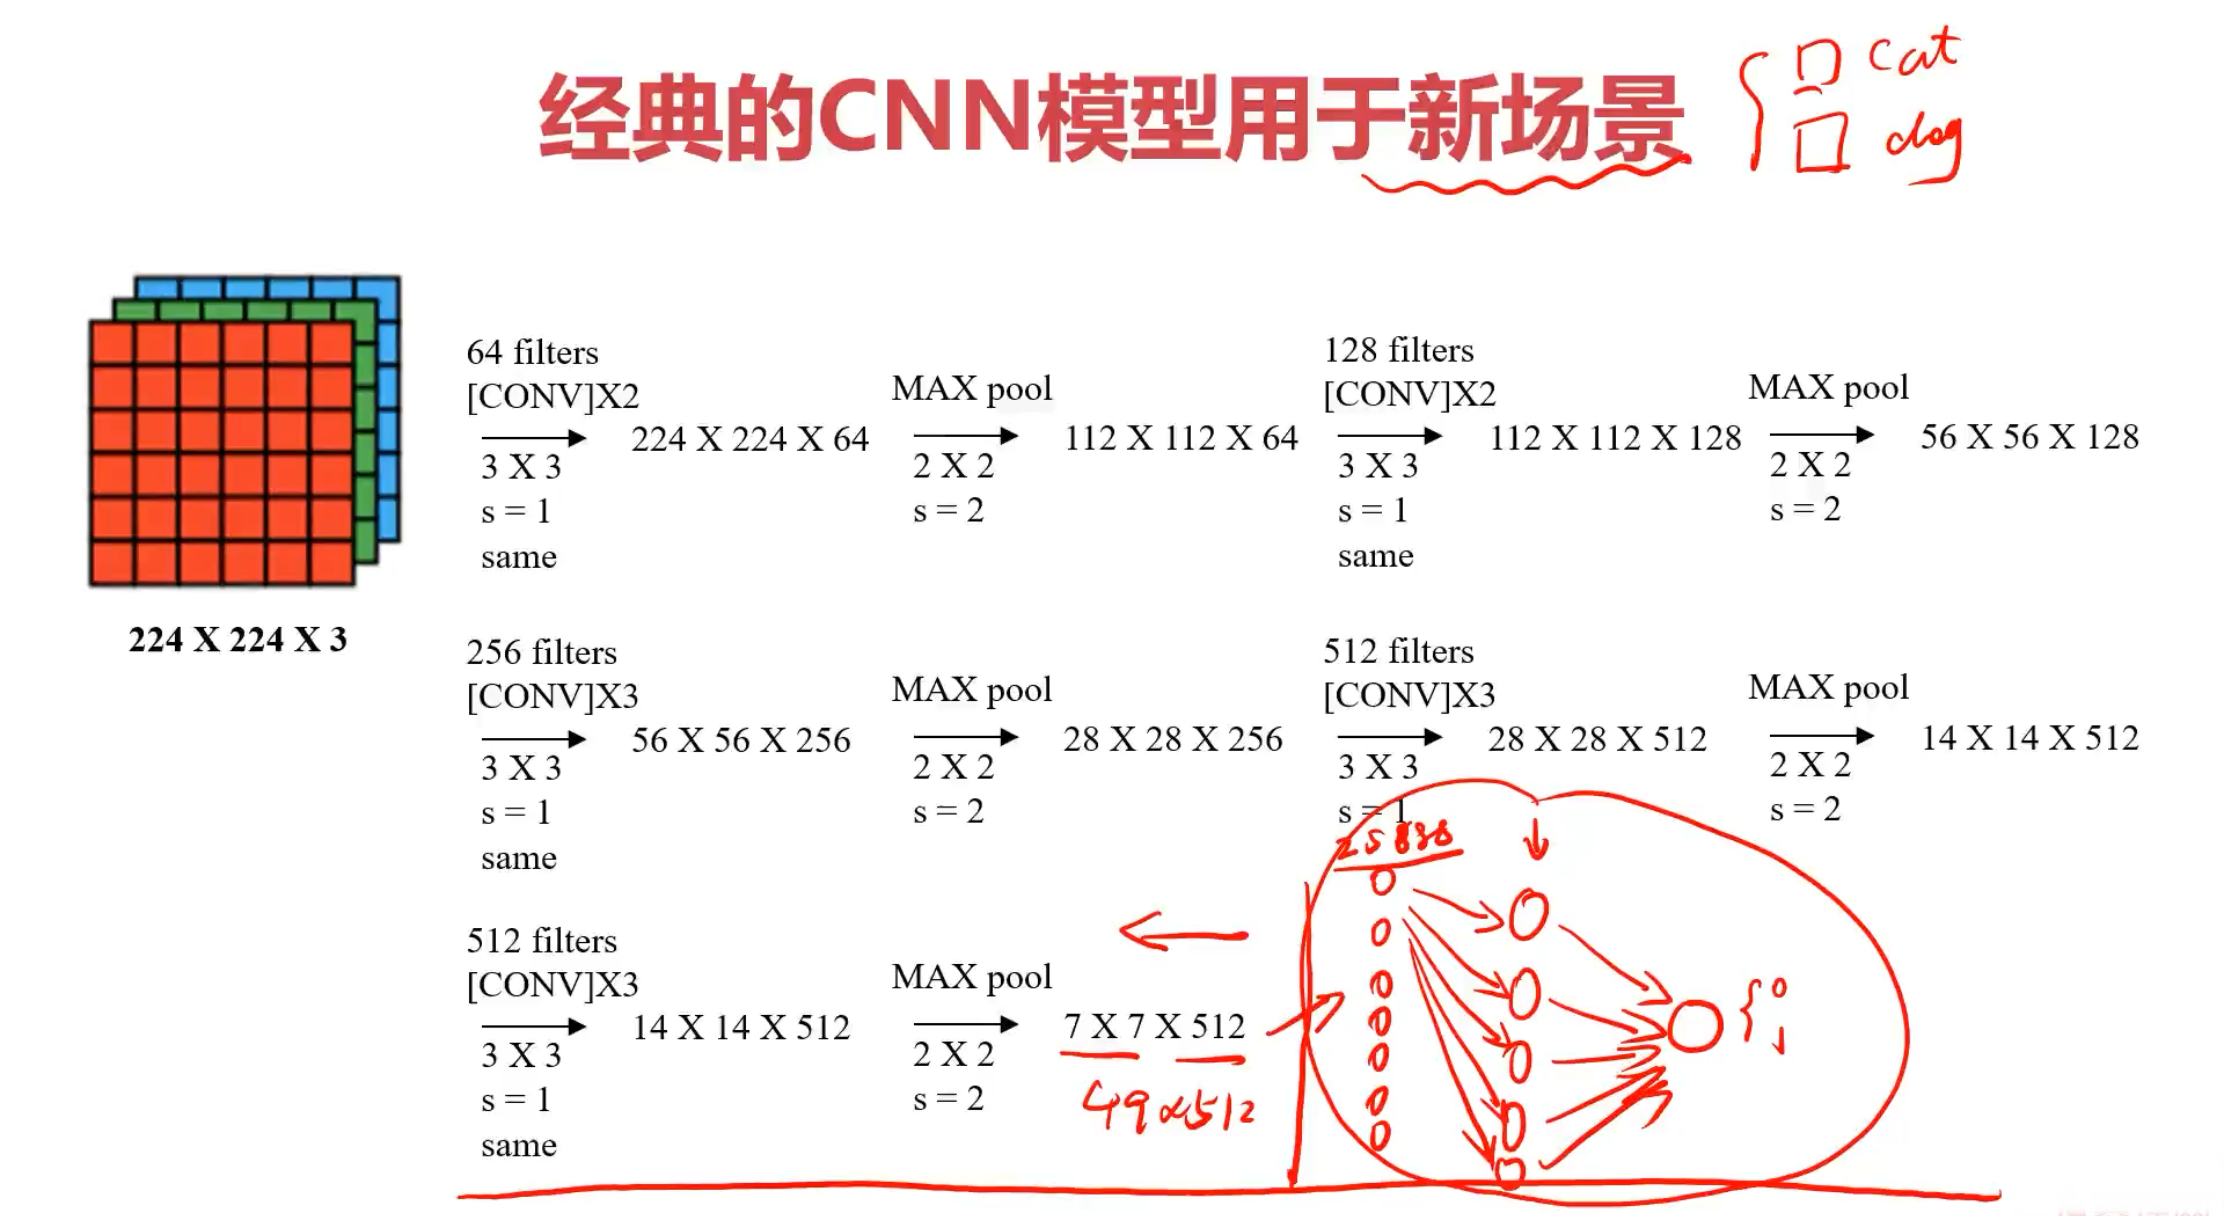 经典的CNN模型用于新场景
cat
dog
224 X 224 X 3
64 filters
[CONV]X2
3 X 3
s = 1
same
224 X 224 X 64
MAX pool
2 X 2
s = 2
112 X 112 X 64
128 filters
[CONV]X2
3 X 3
s = 1
same
112 X 112 X 128
MAX pool
2 X 2
s = 2
56 X 56 X 128
256 filters
[CONV]X3
3 X 3
s = 1
same
56 X 56 X 256
MAX pool
2 X 2
s = 2
28 X 28 X 256
512 filters
[CONV]X3
3 X 3
s = 1
28 X 28 X 512
MAX pool
2 X 2
s = 2
14 X 14 X 512
512 filters
[CONV]X3
3 X 3
s = 1
same
14 X 14 X 512
MAX pool
2 X 2
s = 2
7 X 7 X 512
49x512
0
1